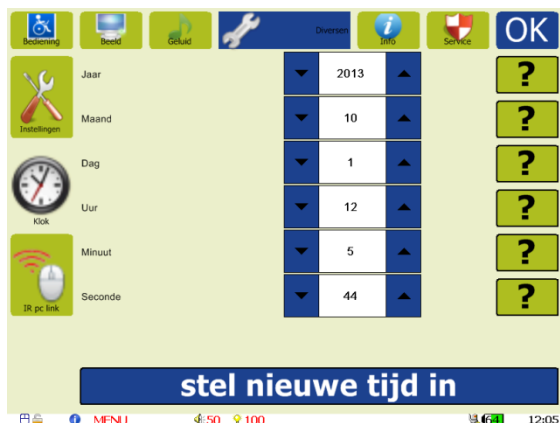 Bediening Beeld Geluid Diversen Info Service OK
Instellingen
Klok
IR pc link
Jaar 2013 ?
Maand 10 ?
Dag 1 ?
Uur 12 ?
Minuut 5 ?
Seconde 44 ?
stel nieuwe tijd in
MENU 50 100 64 12:05